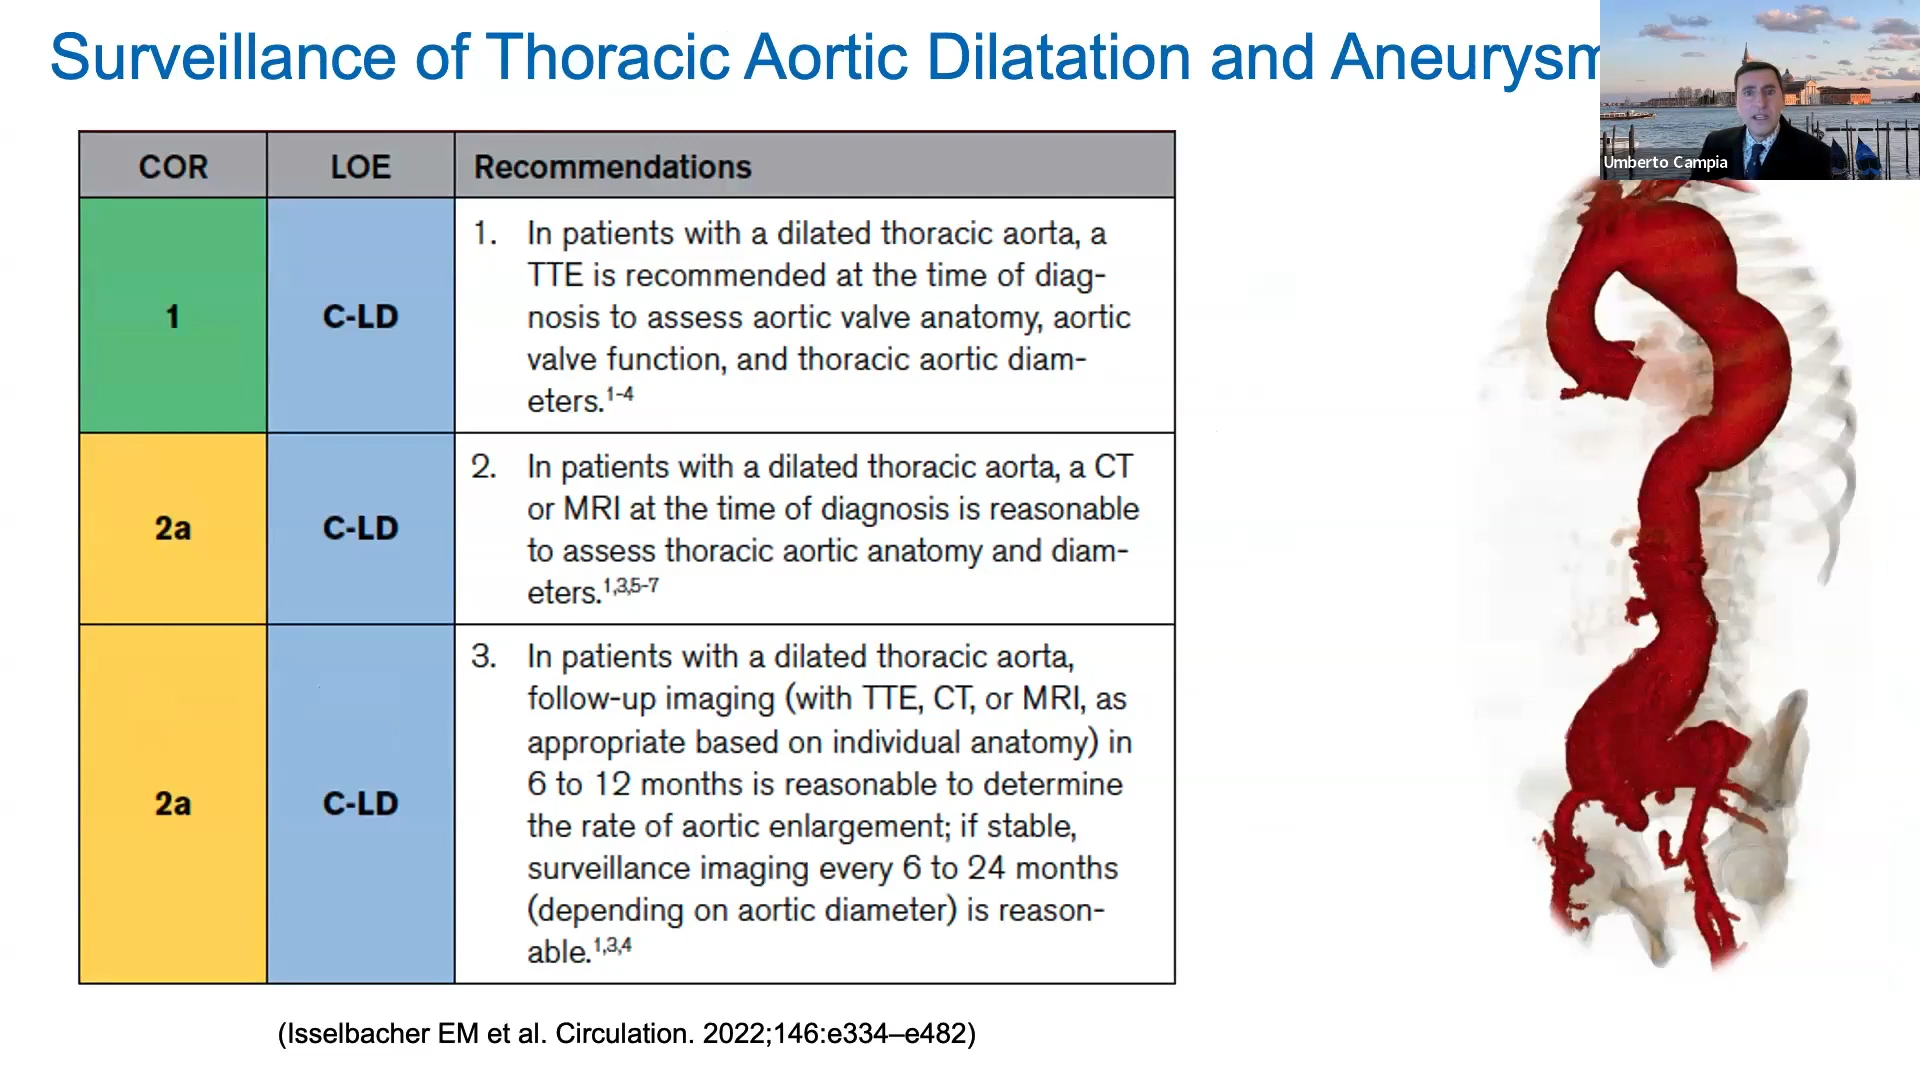 Surveillance of Thoracic Aortic Dilatation and Aneurysm
Umberto Campia
COR LOE Recommendations
1 C-LD 1. In patients with a dilated thoracic aorta, a
TTE is recommended at the time of diag-
nosis to assess aortic valve anatomy, aortic
valve function, and thoracic aortic diam-
eters.1-4
2a C-LD 2. In patients with a dilated thoracic aorta, a CT
or MRI at the time of diagnosis is reasonable
to assess thoracic aortic anatomy and diam-
eters.1,3,5-7
2a C-LD 3. In patients with a dilated thoracic aorta,
follow-up imaging (with TTE, CT, or MRI, as
appropriate based on individual anatomy) in
6 to 12 months is reasonable to determine
the rate of aortic enlargement; if stable,
surveillance imaging every 6 to 24 months
(depending on aortic diameter) is reason-
able.1,3,4
(Isselbacher EM et al. Circulation. 2022;146:e334–e482)